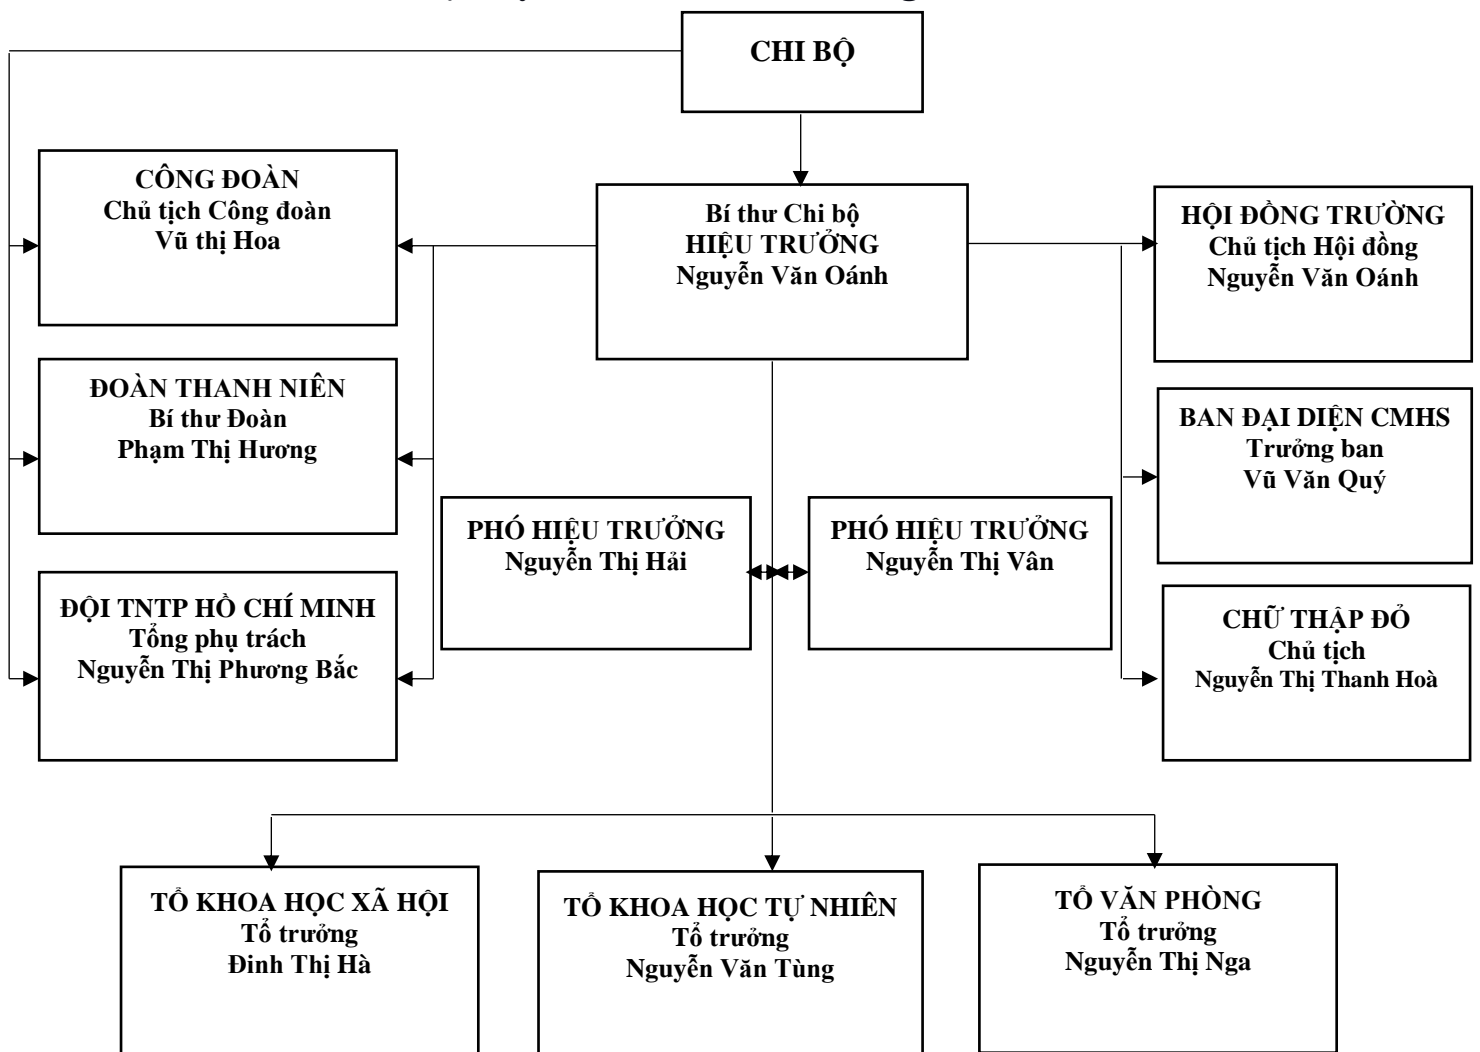 CHI BỘ
CÔNG ĐOÀN
Chủ tịch Công đoàn
Vũ thị Hoa
Bí thư Chi bộ
HIỆU TRƯỞNG
Nguyễn Văn Oánh
HỘI ĐỒNG TRƯỜNG
Chủ tịch Hội đồng
Nguyễn Văn Oánh
ĐOÀN THANH NIÊN
Bí thư Đoàn
Phạm Thị Hương
BAN ĐẠI DIỆN CMHS
Trưởng ban
Vũ Văn Quý
PHÓ HIỆU TRƯỞNG
Nguyễn Thị Hải
PHÓ HIỆU TRƯỞNG
Nguyễn Thị Vân
ĐỘI TNTP HỒ CHÍ MINH
Tổng phụ trách
Nguyễn Thị Phương Bắc
CHỮ THẬP ĐỎ
Chủ tịch
Nguyễn Thị Thanh Hoà
TỔ KHOA HỌC XÃ HỘI
Tổ trưởng
Đinh Thị Hà
TỔ KHOA HỌC TỰ NHIÊN
Tổ trưởng
Nguyễn Văn Tùng
TỔ VĂN PHÒNG
Tổ trưởng
Nguyễn Thị Nga